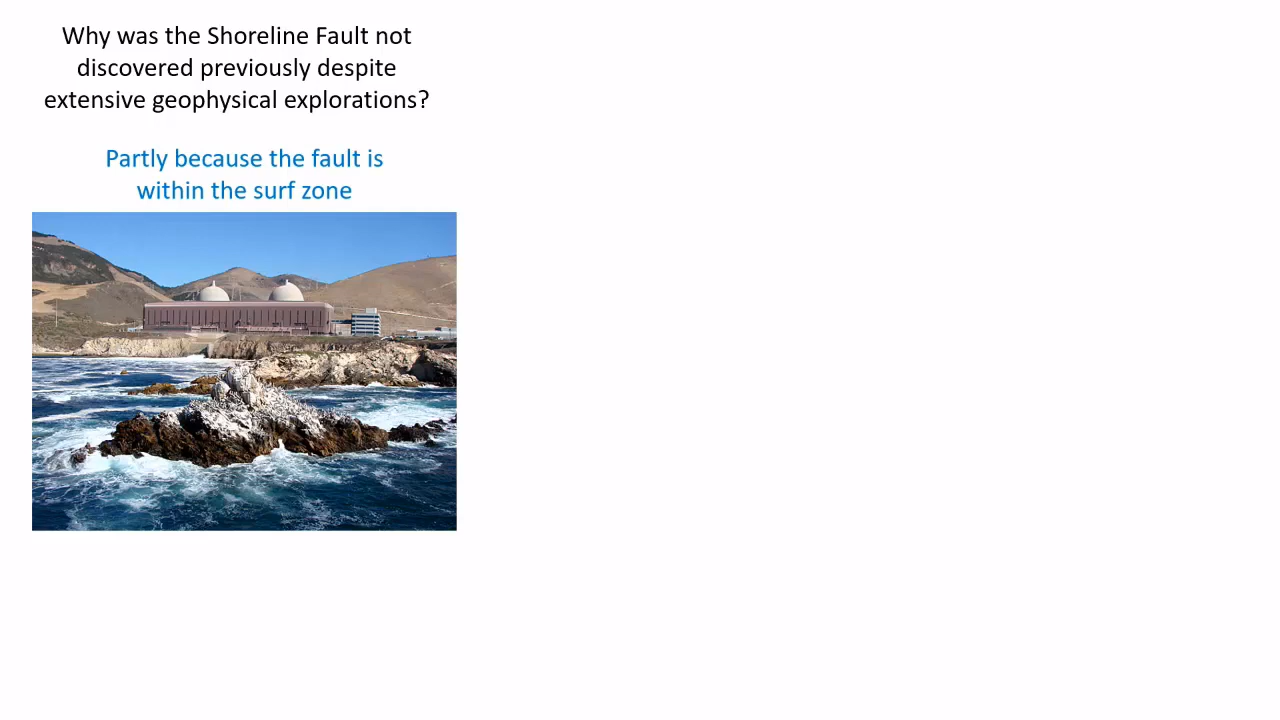 Why was the Shoreline Fault not
discovered previously despite
extensive geophysical explorations?
Partly because the fault is
within the surf zone